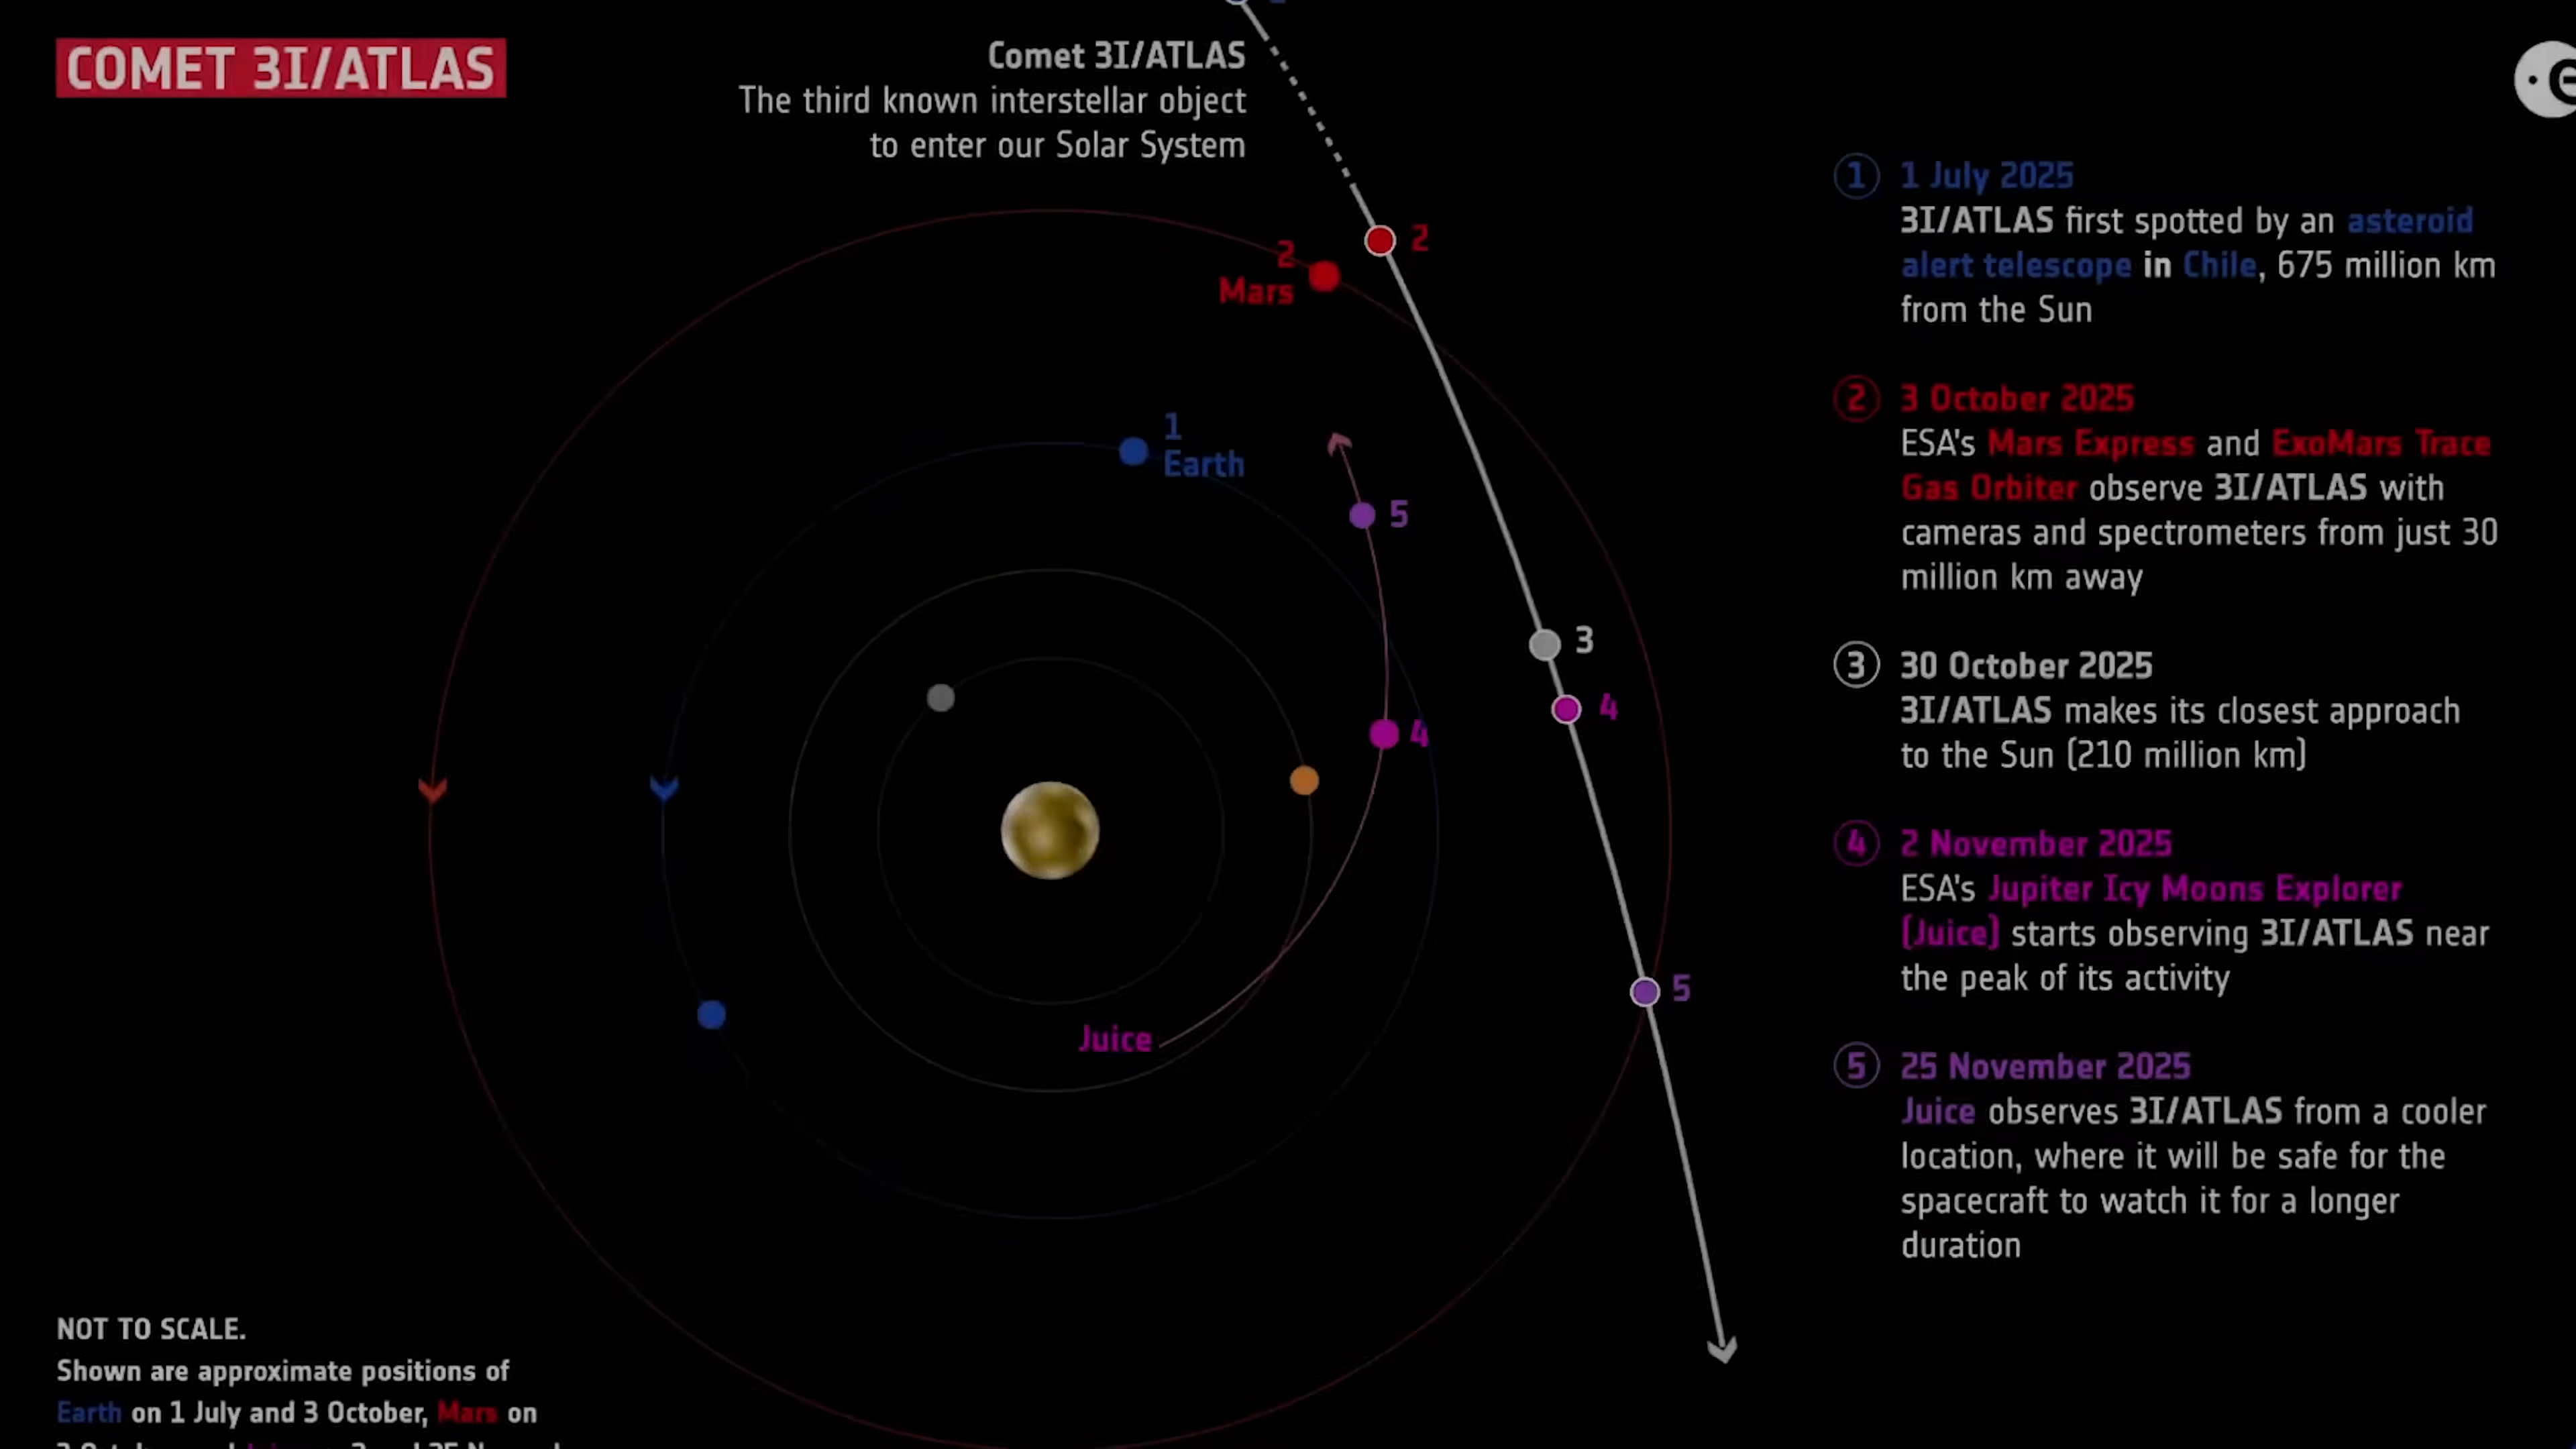 COMET 3I/ATLAS
Comet 3I/ATLAS
The third known interstellar object
to enter our Solar System
2
2
Mars
1
Earth
5
3
4
4
5
Juice
1 1 July 2025
3I/ATLAS first spotted by an asteroid
alert telescope in Chile, 675 million km
from the Sun
2 3 October 2025
ESA's Mars Express and ExoMars Trace
Gas Orbiter observe 3I/ATLAS with
cameras and spectrometers from just 30
million km away
3 30 October 2025
3I/ATLAS makes its closest approach
to the Sun (210 million km)
4 2 November 2025
ESA's Jupiter Icy Moons Explorer
(Juice) starts observing 3I/ATLAS near
the peak of its activity
5 25 November 2025
Juice observes 3I/ATLAS from a cooler
location, where it will be safe for the
spacecraft to watch it for a longer
duration
NOT TO SCALE.
Shown are approximate positions of
Earth on 1 July and 3 October, Mars on